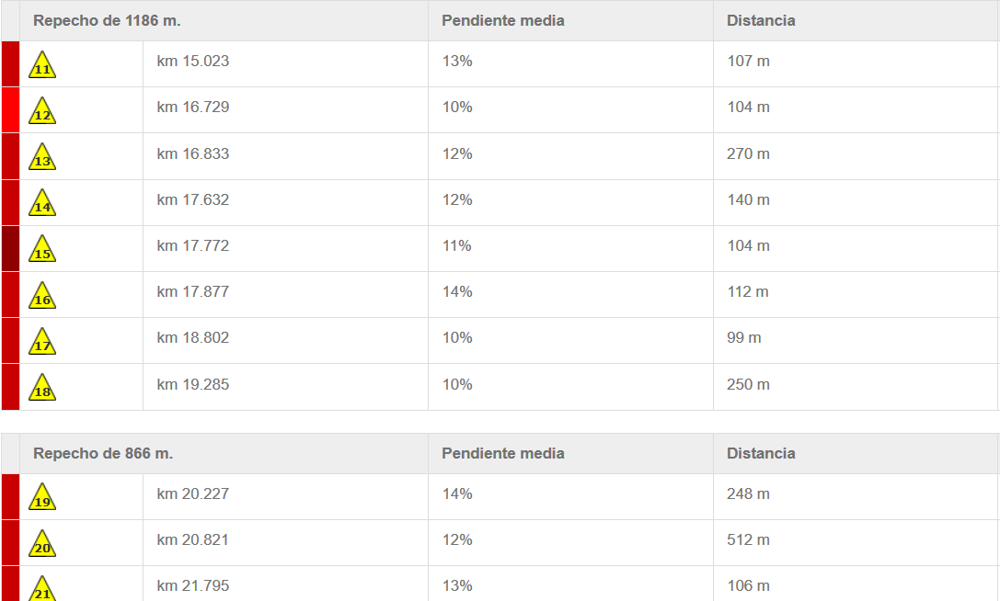 Repecho de 1186 m. Pendiente media Distancia
11 km 15.023 13% 107 m
12 km 16.729 10% 104 m
13 km 16.833 12% 270 m
14 km 17.632 12% 140 m
15 km 17.772 11% 104 m
16 km 17.877 14% 112 m
17 km 18.802 10% 99 m
18 km 19.285 10% 250 m
Repecho de 866 m. Pendiente media Distancia
19 km 20.227 14% 248 m
20 km 20.821 12% 512 m
21 km 21.795 13% 106 m